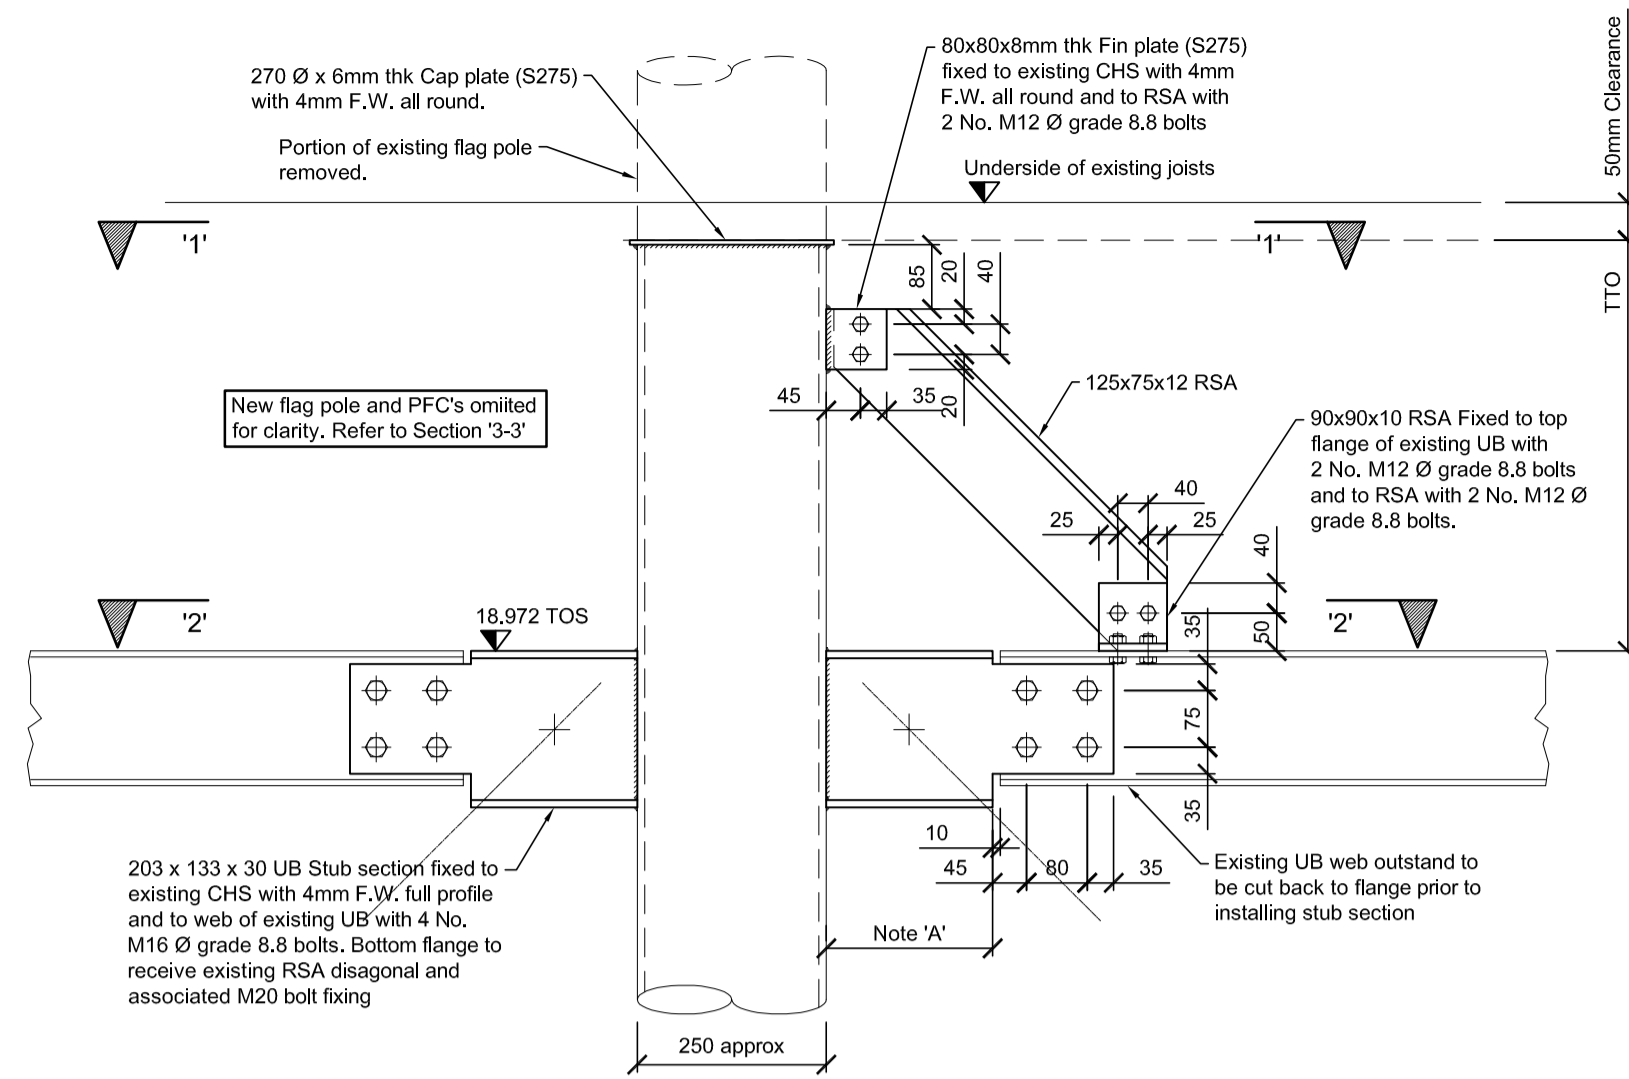 270 Ø x 6mm thk Cap plate (S275)
with 4mm F.W. all round.
Portion of existing flag pole
removed.
80x80x8mm thk Fin plate (S275)
fixed to existing CHS with 4mm
F.W. all round and to RSA with
2 No. M12 Ø grade 8.8 bolts
Underside of existing joists
50mm Clearance
TTO
'1'
'1'
85
20
40
45
35
20
125x75x12 RSA
New flag pole and PFC's omiited
for clarity. Refer to Section '3-3'
90x90x10 RSA Fixed to top
flange of existing UB with
2 No. M12 Ø grade 8.8 bolts
and to RSA with 2 No. M12 Ø
grade 8.8 bolts.
40
25
25
40
50
35
'2'
'2'
18.972 TOS
75
35
10
45
80
35
Note 'A'
203 x 133 x 30 UB Stub section fixed to
existing CHS with 4mm F.W. full profile
and to web of existing UB with 4 No.
M16 Ø grade 8.8 bolts. Bottom flange to
receive existing RSA disagonal and
associated M20 bolt fixing
Existing UB web outstand to
be cut back to flange prior to
installing stub section
250 approx